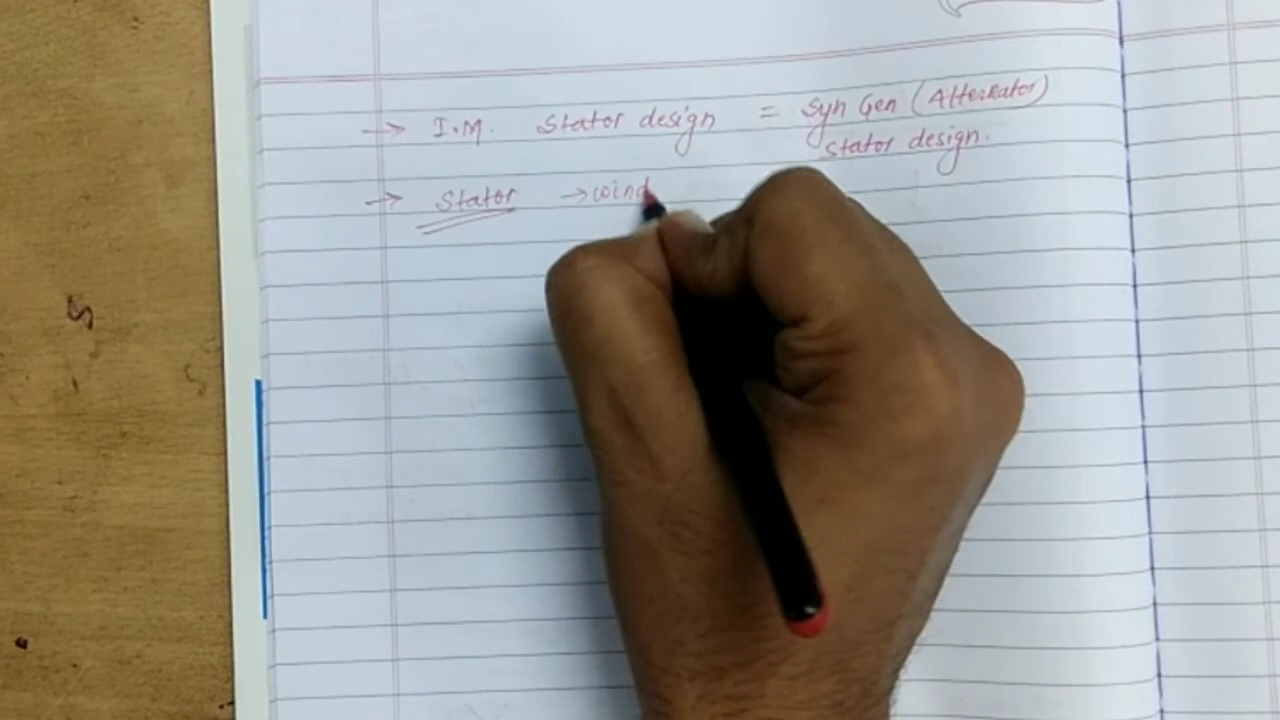 → I.M. Stator design = Syn Gen (Alternator)
stator design.
→ Stator → wind